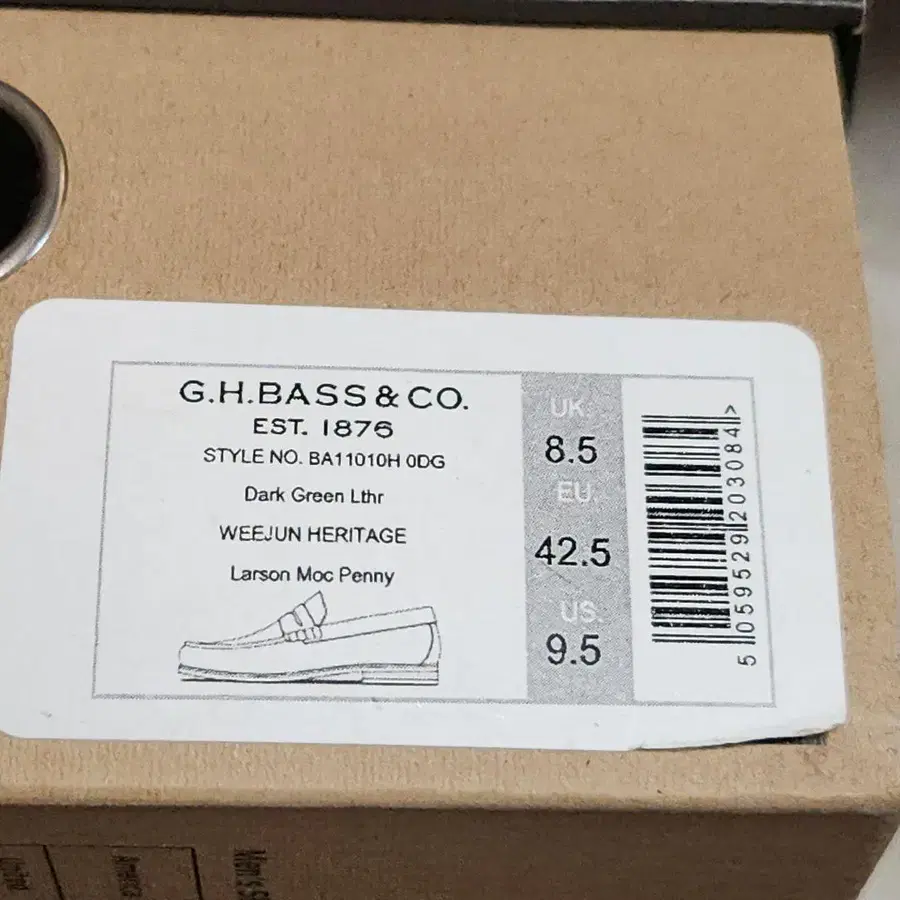 G.H.BASS & CO.
EST. 1876
STYLE NO. BA11010H 0DG
Dark Green Lthr
WEEJUN HERITAGE
Larson Moc Penny
UK.
8.5
EU.
42.5
US.
9.5
5 059529 203084 >